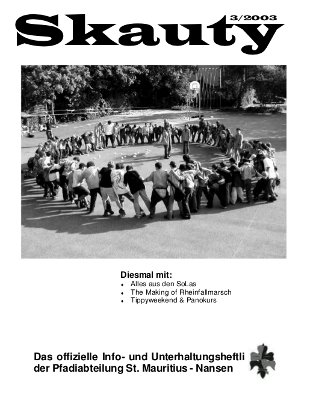 Skauty
3/2003
Diesmal mit:
Alles aus den SoLas
The Making of Rheinfallmarsch
Tippyweekend & Panokurs
Das offizielle Info- und Unterhaltungsheftli
der Pfadiabteilung St. Mauritius - Nansen